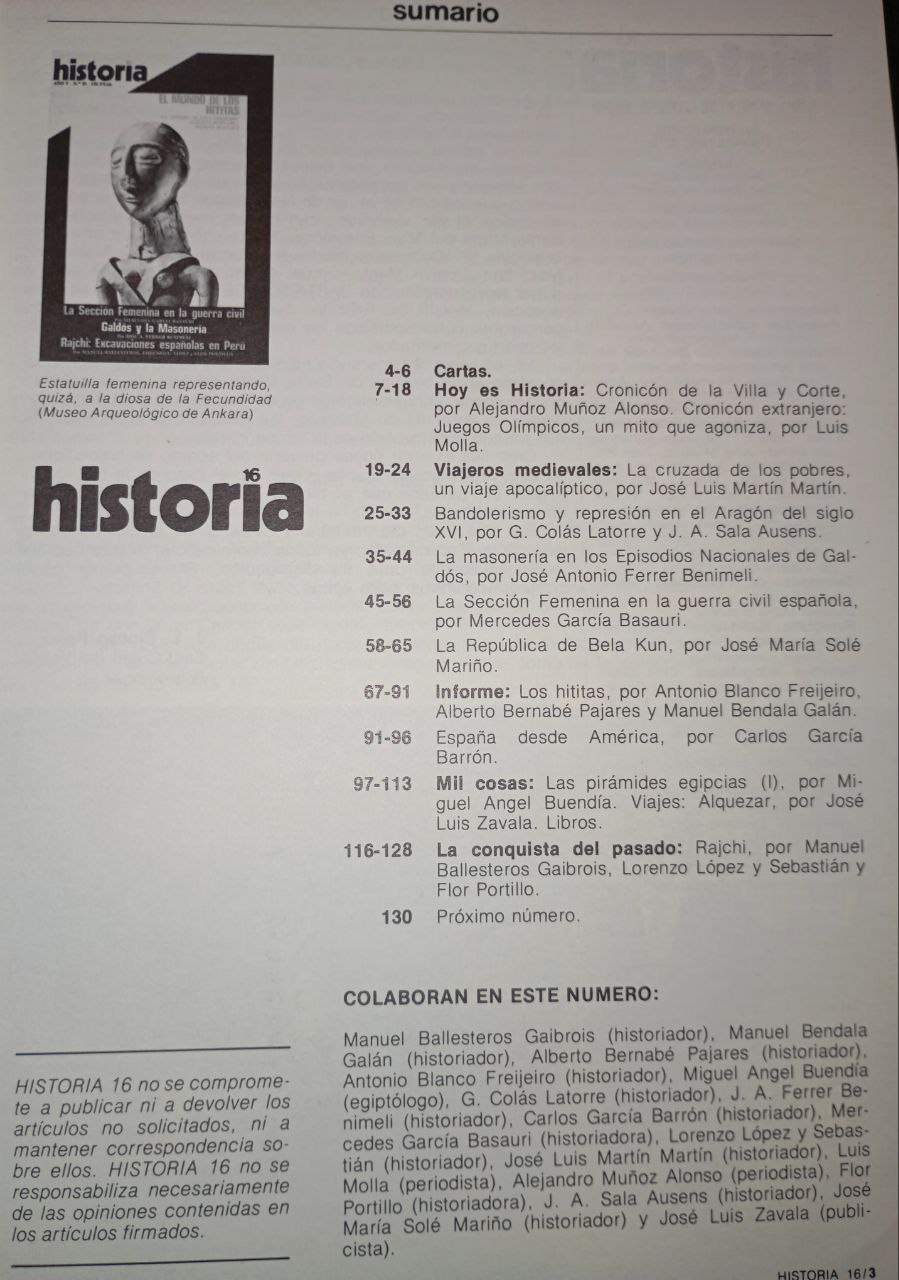 sumario
historia
EL MUNDO DE LOS
HITITAS
La Sección Femenina en la guerra civil
Galdós y la Masonería
Rajchi: Excavaciones españolas en Perú
Estatuilla femenina representando,
quizá, a la diosa de la Fecundidad
(Museo Arqueológico de Ankara)
historia
16
4-6 Cartas.
7-18 Hoy es Historia: Cronicón de la Villa y Corte,
por Alejandro Muñoz Alonso. Cronicón extranjero:
Juegos Olímpicos, un mito que agoniza, por Luis
Molla.
19-24 Viajeros medievales: La cruzada de los pobres,
un viaje apocalíptico, por José Luis Martín Martín.
25-33 Bandolerismo y represión en el Aragón del siglo
XVI, por G. Colás Latorre y J. A. Sala Ausens.
35-44 La masonería en los Episodios Nacionales de Gal-
dós, por José Antonio Ferrer Benimeli.
45-56 La Sección Femenina en la guerra civil española,
por Mercedes García Basauri.
58-65 La República de Bela Kun, por José María Solé
Mariño.
67-91 Informe: Los hititas, por Antonio Blanco Freijeiro,
Alberto Bernabé Pajares y Manuel Bendala Galán.
91-96 España desde América, por Carlos García
Barrón.
97-113 Mil cosas: Las pirámides egipcias (I), por Mi-
guel Angel Buendía. Viajes: Alquezar, por José
Luis Zavala. Libros.
116-128 La conquista del pasado: Rajchi, por Manuel
Ballesteros Gaibrois, Lorenzo López y Sebastián y
Flor Portillo.
130 Próximo número.
COLABORAN EN ESTE NUMERO:
Manuel Ballesteros Gaibrois (historiador), Manuel Bendala
Galán (historiador), Alberto Bernabé Pajares (historiador),
Antonio Blanco Freijeiro (historiador), Miguel Angel Buendía
(egiptólogo), G. Colás Latorre (historiador), J. A. Ferrer Be-
nimeli (historiador), Carlos García Barrón (historiador), Mer-
cedes García Basauri (historiadora), Lorenzo López y Sebas-
tián (historiador), José Luis Martín Martín (historiador), Luis
Molla (periodista), Alejandro Muñoz Alonso (periodista), Flor
Portillo (historiadora), J. A. Sala Ausens (historiador), José
María Solé Mariño (historiador) y José Luis Zavala (publi-
cista).
HISTORIA 16 no se comprome-
te a publicar ni a devolver los
artículos no solicitados, ni a
mantener correspondencia so-
bre ellos. HISTORIA 16 no se
responsabiliza necesariamente
de las opiniones contenidas en
los artículos firmados.
HISTORIA 16/3